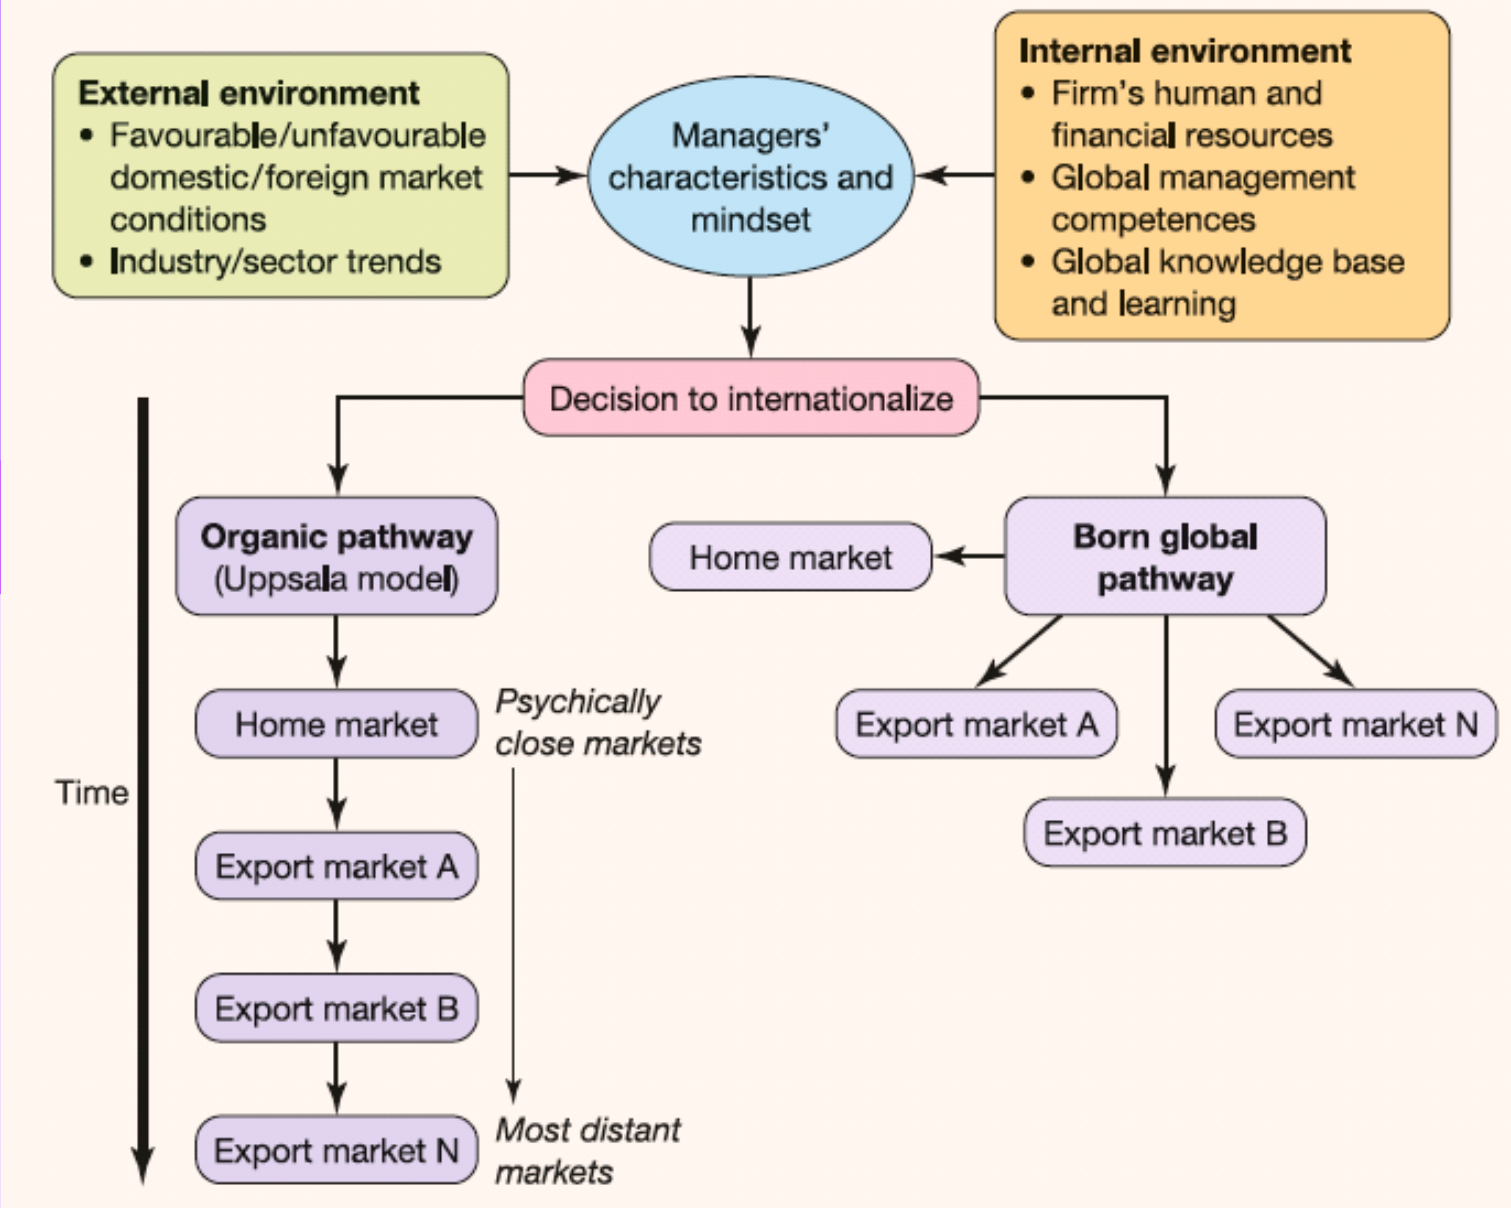 External environment
• Favourable/unfavourable
domestic/foreign market
conditions
• Industry/sector trends
Managers’
characteristics and
mindset
Internal environment
• Firm’s human and
financial resources
• Global management
competences
• Global knowledge base
and learning
Decision to internationalize
Time
Organic pathway
(Uppsala model)
Home market
Export market A
Export market B
Export market N
Psychically
close markets
Most distant
markets
Born global
pathway
Home market
Export market A
Export market B
Export market N